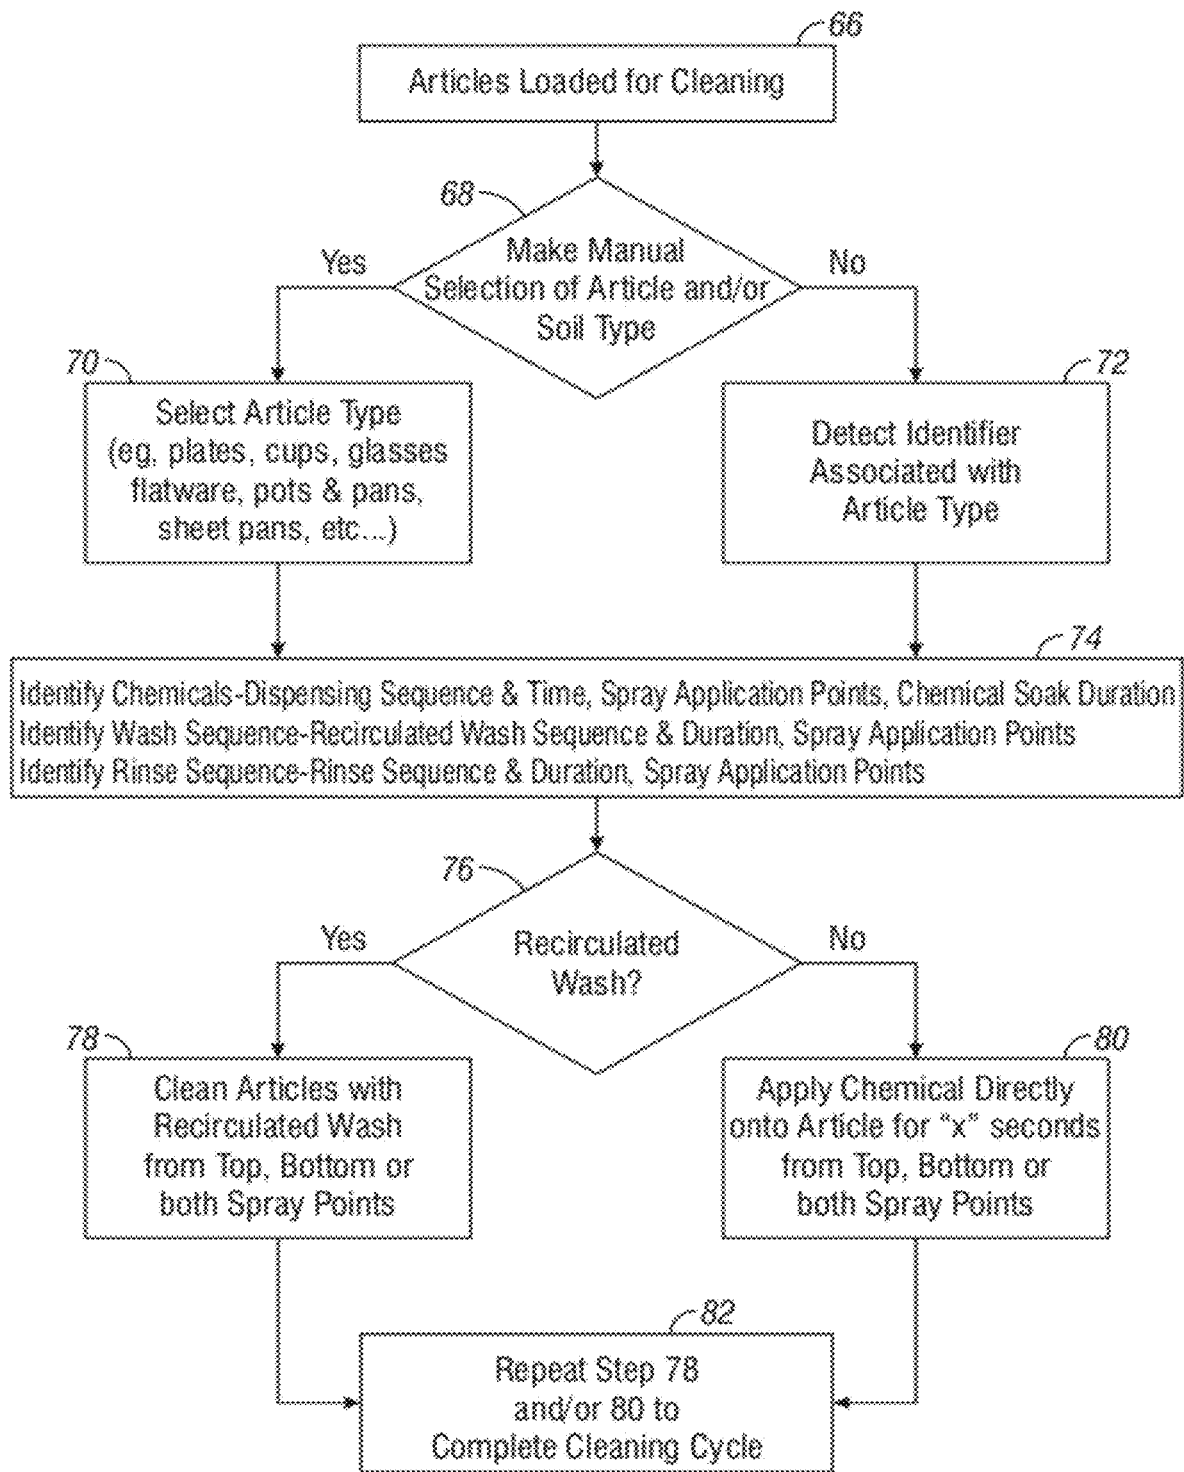 66
Articles Loaded for Cleaning
68
Make Manual
Selection of Article and/or
Soil Type
Yes
No
70
Select Article Type
(eg, plates, cups, glasses
flatware, pots & pans,
sheet pans, etc...)
72
Detect Identifier
Associated with
Article Type
74
Identify Chemicals-Dispensing Sequence & Time, Spray Application Points, Chemical Soak Duration
Identify Wash Sequence-Recirculated Wash Sequence & Duration, Spray Application Points
Identify Rinse Sequence-Rinse Sequence & Duration, Spray Application Points
76
Recirculated
Wash?
Yes
No
78
Clean Articles with
Recirculated Wash
from Top, Bottom or
both Spray Points
80
Apply Chemical Directly
onto Article for “x” seconds
from Top, Bottom or
both Spray Points
82
Repeat Step 78
and/or 80 to
Complete Cleaning Cycle